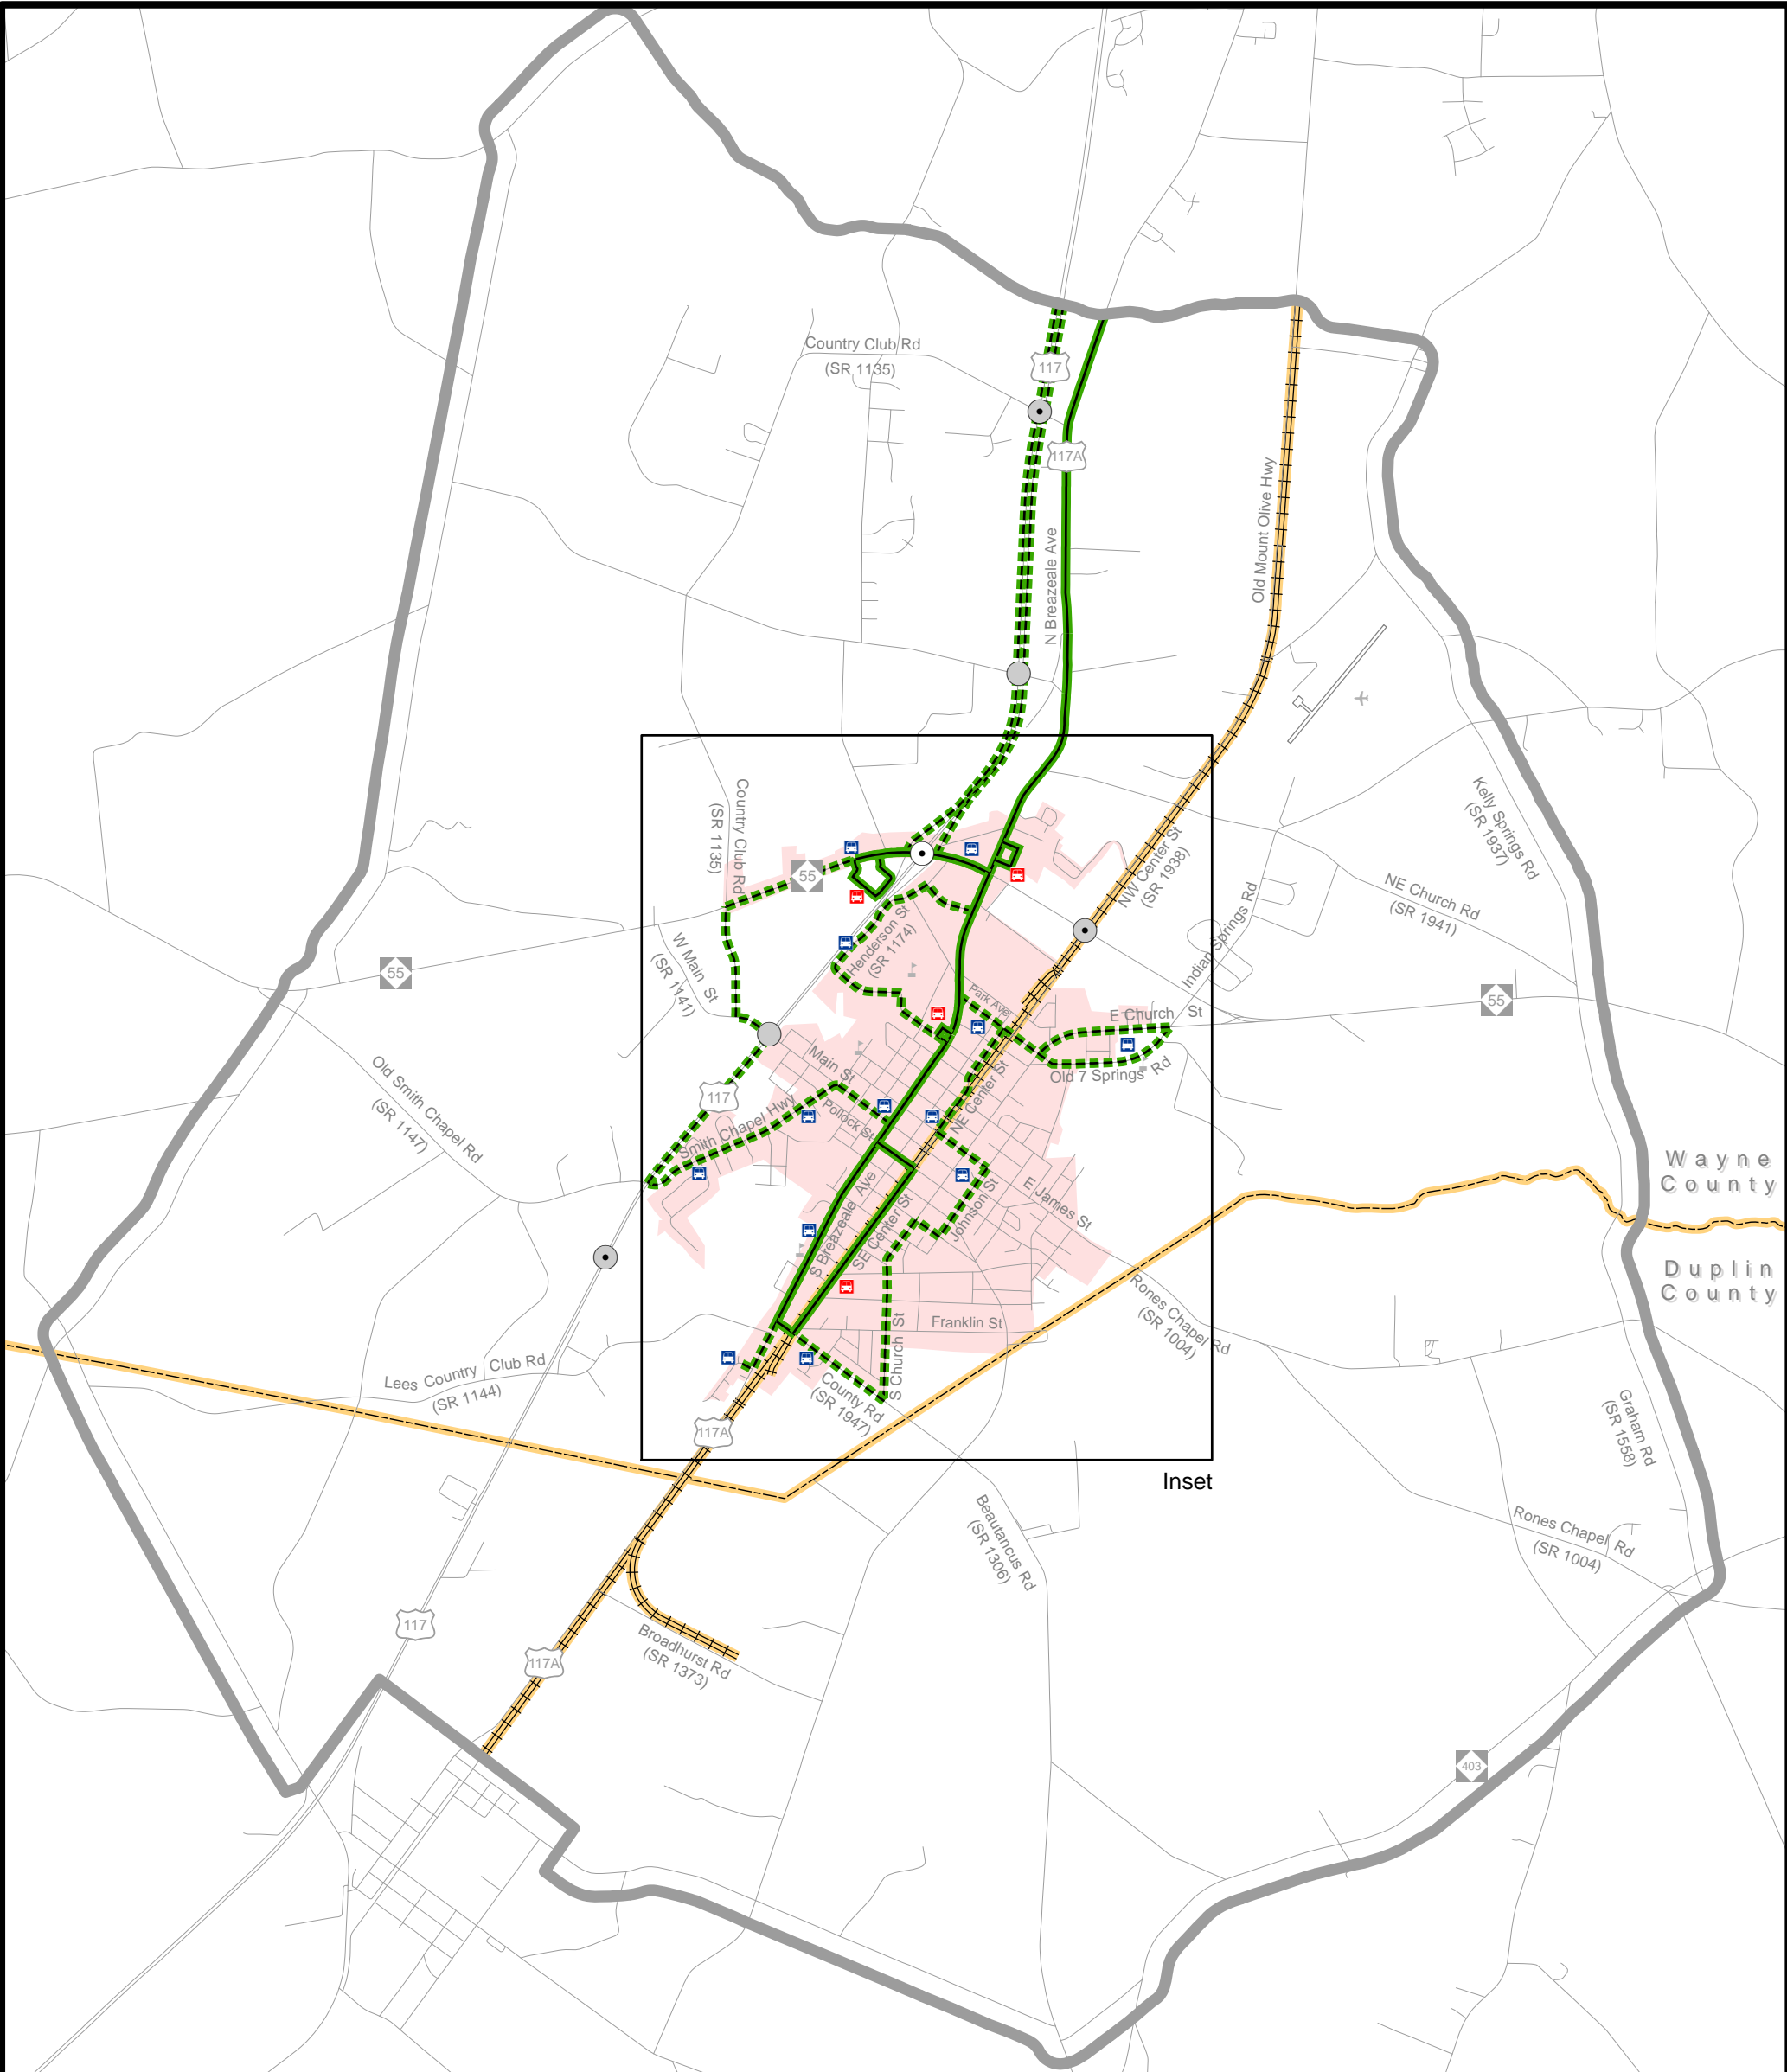 Country Club Rd
(SR 1135)
117
117A
N Breazeale Ave
Old Mount Olive Hwy
Country Club Rd
(SR 1135)
55
NW Center St
(SR 1938)
Kelly Springs Rd
(SR 1937)
NE Church Rd
(SR 1941)
Indian Springs Rd
W Main St
(SR 1141)
Henderson St
(SR 1174)
55
55
Park Ave
E Church St
Old 7 Springs Rd
Main St
NE Center St
117
Old Smith Chapel Rd
(SR 1147)
Smith Chapel Hwy
Pollock St
Wayne
County
E James St
Johnson St
S Breazeale Ave
SE Center St
Duplin
County
Rones Chapel Rd
(SR 1004)
Franklin St
S Church St
Lees Country Club Rd
(SR 1144)
County Rd
(SR 1947)
117A
Graham Rd
(SR 1558)
Inset
Beautancus Rd
(SR 1306)
Rones Chapel Rd
(SR 1004)
117
Broadhurst Rd
(SR 1373)
117A
403